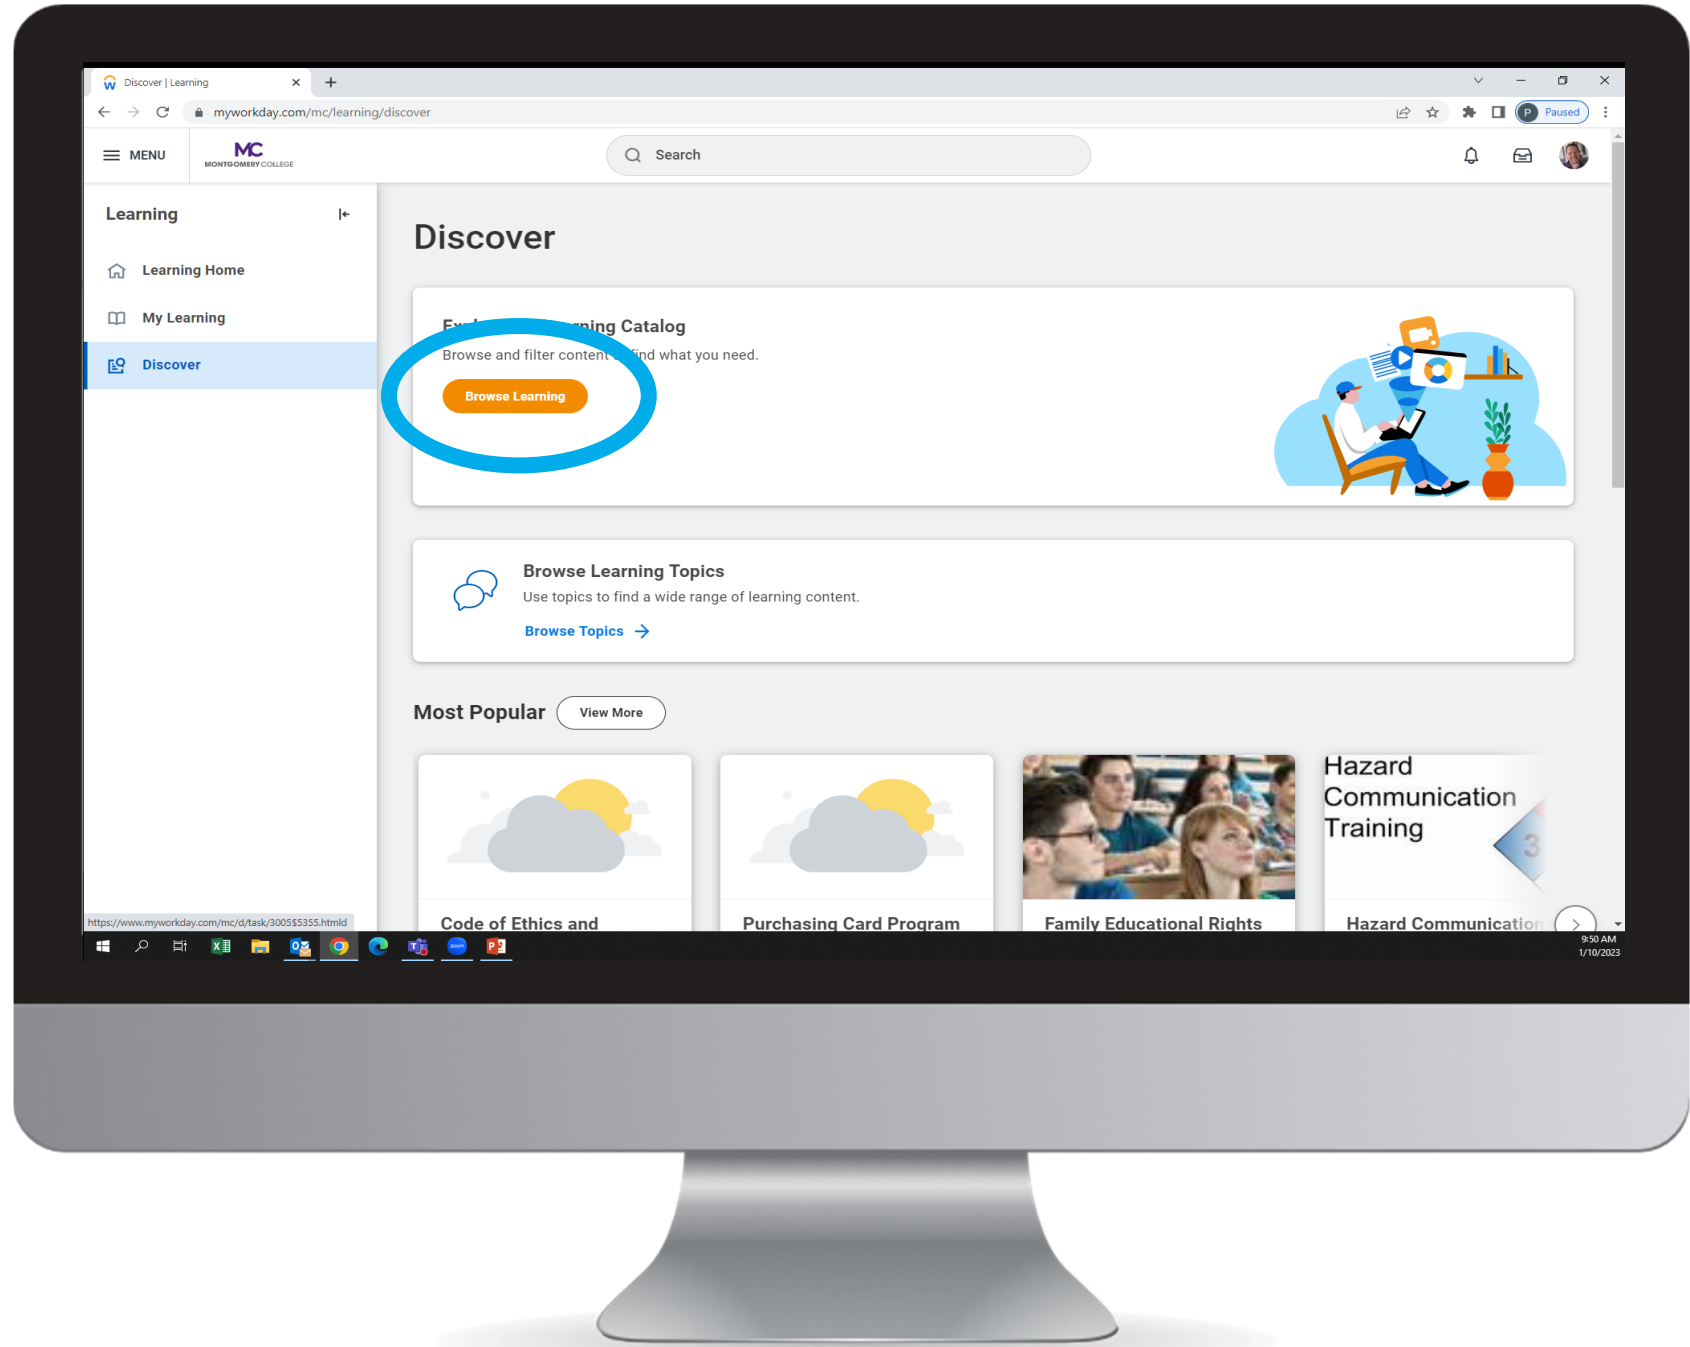 Discover | Learning
myworkday.com/mc/learning/discover
P Paused
MENU
MC
MONTGOMERY COLLEGE
Search
Learning
Learning Home
My Learning
Discover
Discover
ning Catalog
Browse and filter content find what you need.
Browse Learning
Browse Learning Topics
Use topics to find a wide range of learning content.
Browse Topics
Most Popular
View More
Hazard
Communication
Training
3
Code of Ethics and
Purchasing Card Program
Family Educational Rights
Hazard Communication
https://www.myworkday.com/mc/d/task/3005$5355.htmld
zoom
9:50 AM
1/10/2023